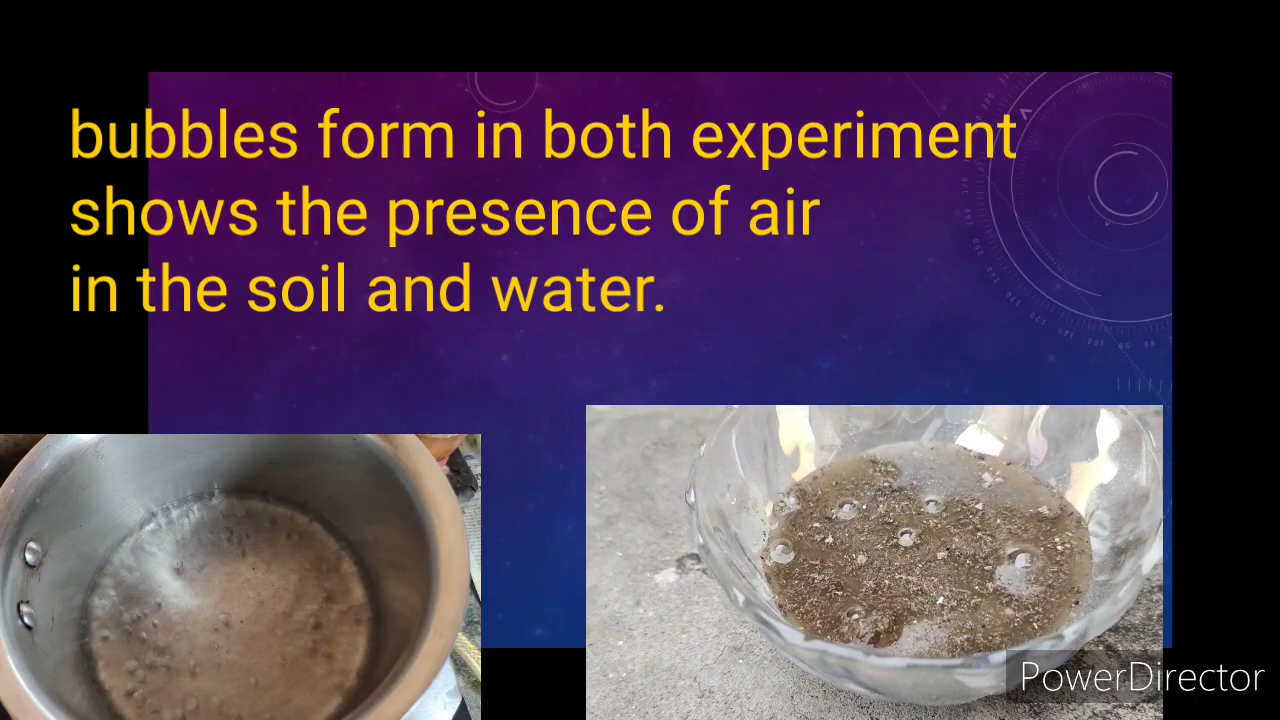 bubbles form in both experiment
shows the presence of air
in the soil and water.
PowerDirector